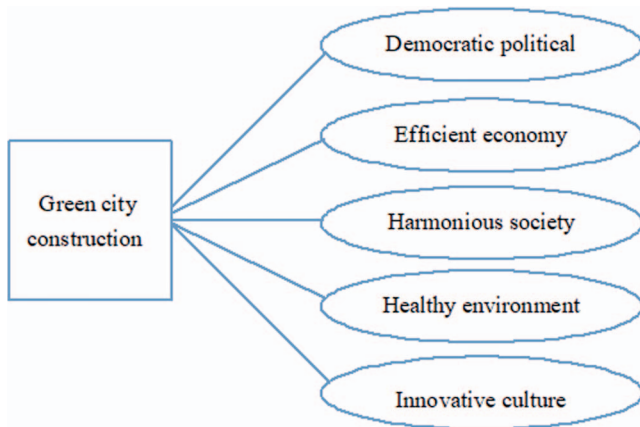 Democratic political
Efficient economy
Green city
construction
Harmonious society
Healthy environment
Innovative culture